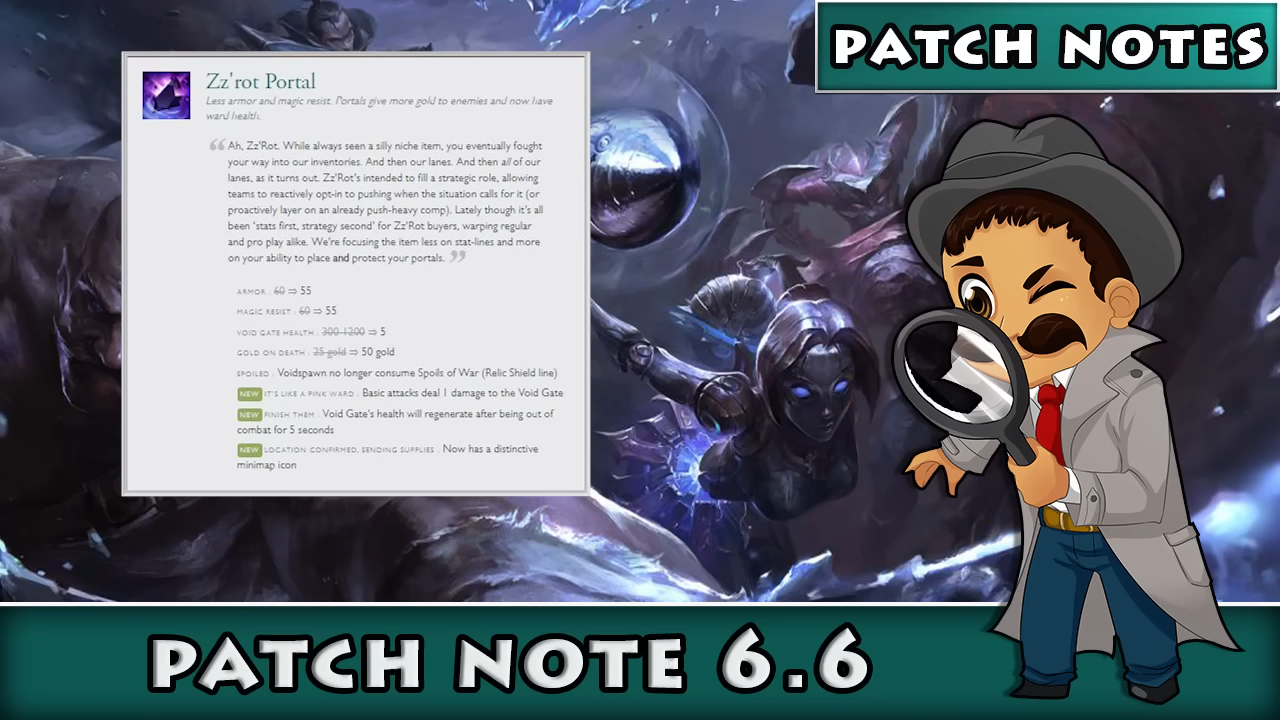 PATCH NOTES
Zz'rot Portal
Less armor and magic resist. Portals give more gold to enemies and now have
ward health.
“ Ah, Zz'Rot. While always seen a silly niche item, you eventually fought
your way into our inventories. And then our lanes. And then all of our
lanes, as it turns out. Zz'Rot's intended to fill a strategic role, allowing
teams to reactively opt-in to pushing when the situation calls for it (or
proactively layer on an already push-heavy comp). Lately though it's all
been 'stats first, strategy second' for Zz'Rot buyers, warping regular
and pro play alike. We're focusing the item less on stat-lines and more
on your ability to place and protect your portals. ”
ARMOR : 60 ⇒ 55
MAGIC RESIST : 60 ⇒ 55
VOID GATE HEALTH : 300-1200 ⇒ 5
GOLD ON DEATH : 25 gold ⇒ 50 gold
SPOILED : Voidspawn no longer consume Spoils of War (Relic Shield line)
NEW IT'S LIKE A PINK WARD : Basic attacks deal 1 damage to the Void Gate
NEW FINISH THEM : Void Gate's health will regenerate after being out of
combat for 5 seconds
NEW LOCATION CONFIRMED, SENDING SUPPLIES : Now has a distinctive
minimap icon
PATCH NOTE 6.6